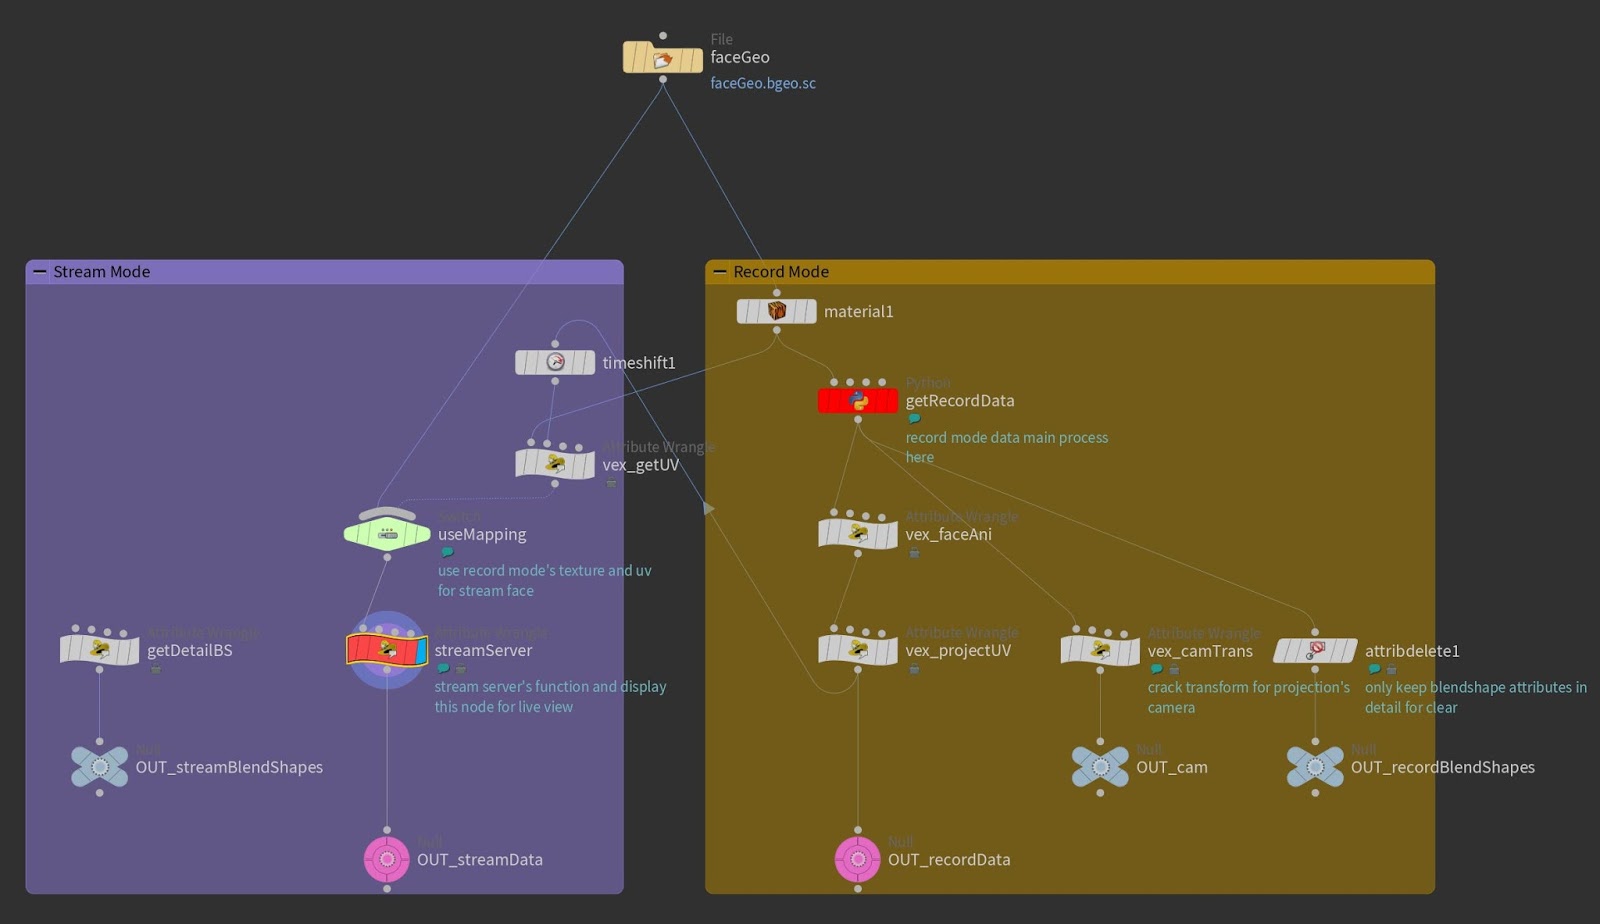 File
faceGeo
faceGeo.bgeo.sc
Stream Mode
Record Mode
material1
timeshift1
Python
getRecordData
record mode data main process
here
Attribute Wrangle
vex_getUV
Switch
useMapping
use record mode's texture and uv
for stream face
Attribute Wrangle
vex_faceAni
Attribute Wrangle
getDetailBS
Attribute Wrangle
streamServer
stream server's function and display
this node for live view
Attribute Wrangle
vex_projectUV
Attribute Wrangle
vex_camTrans
crack transform for projection's
camera
attribdelete1
only keep blendshape attributes in
detail for clear
Null
OUT_streamBlendShapes
Null
OUT_cam
Null
OUT_recordBlendShapes
Null
OUT_streamData
Null
OUT_recordData